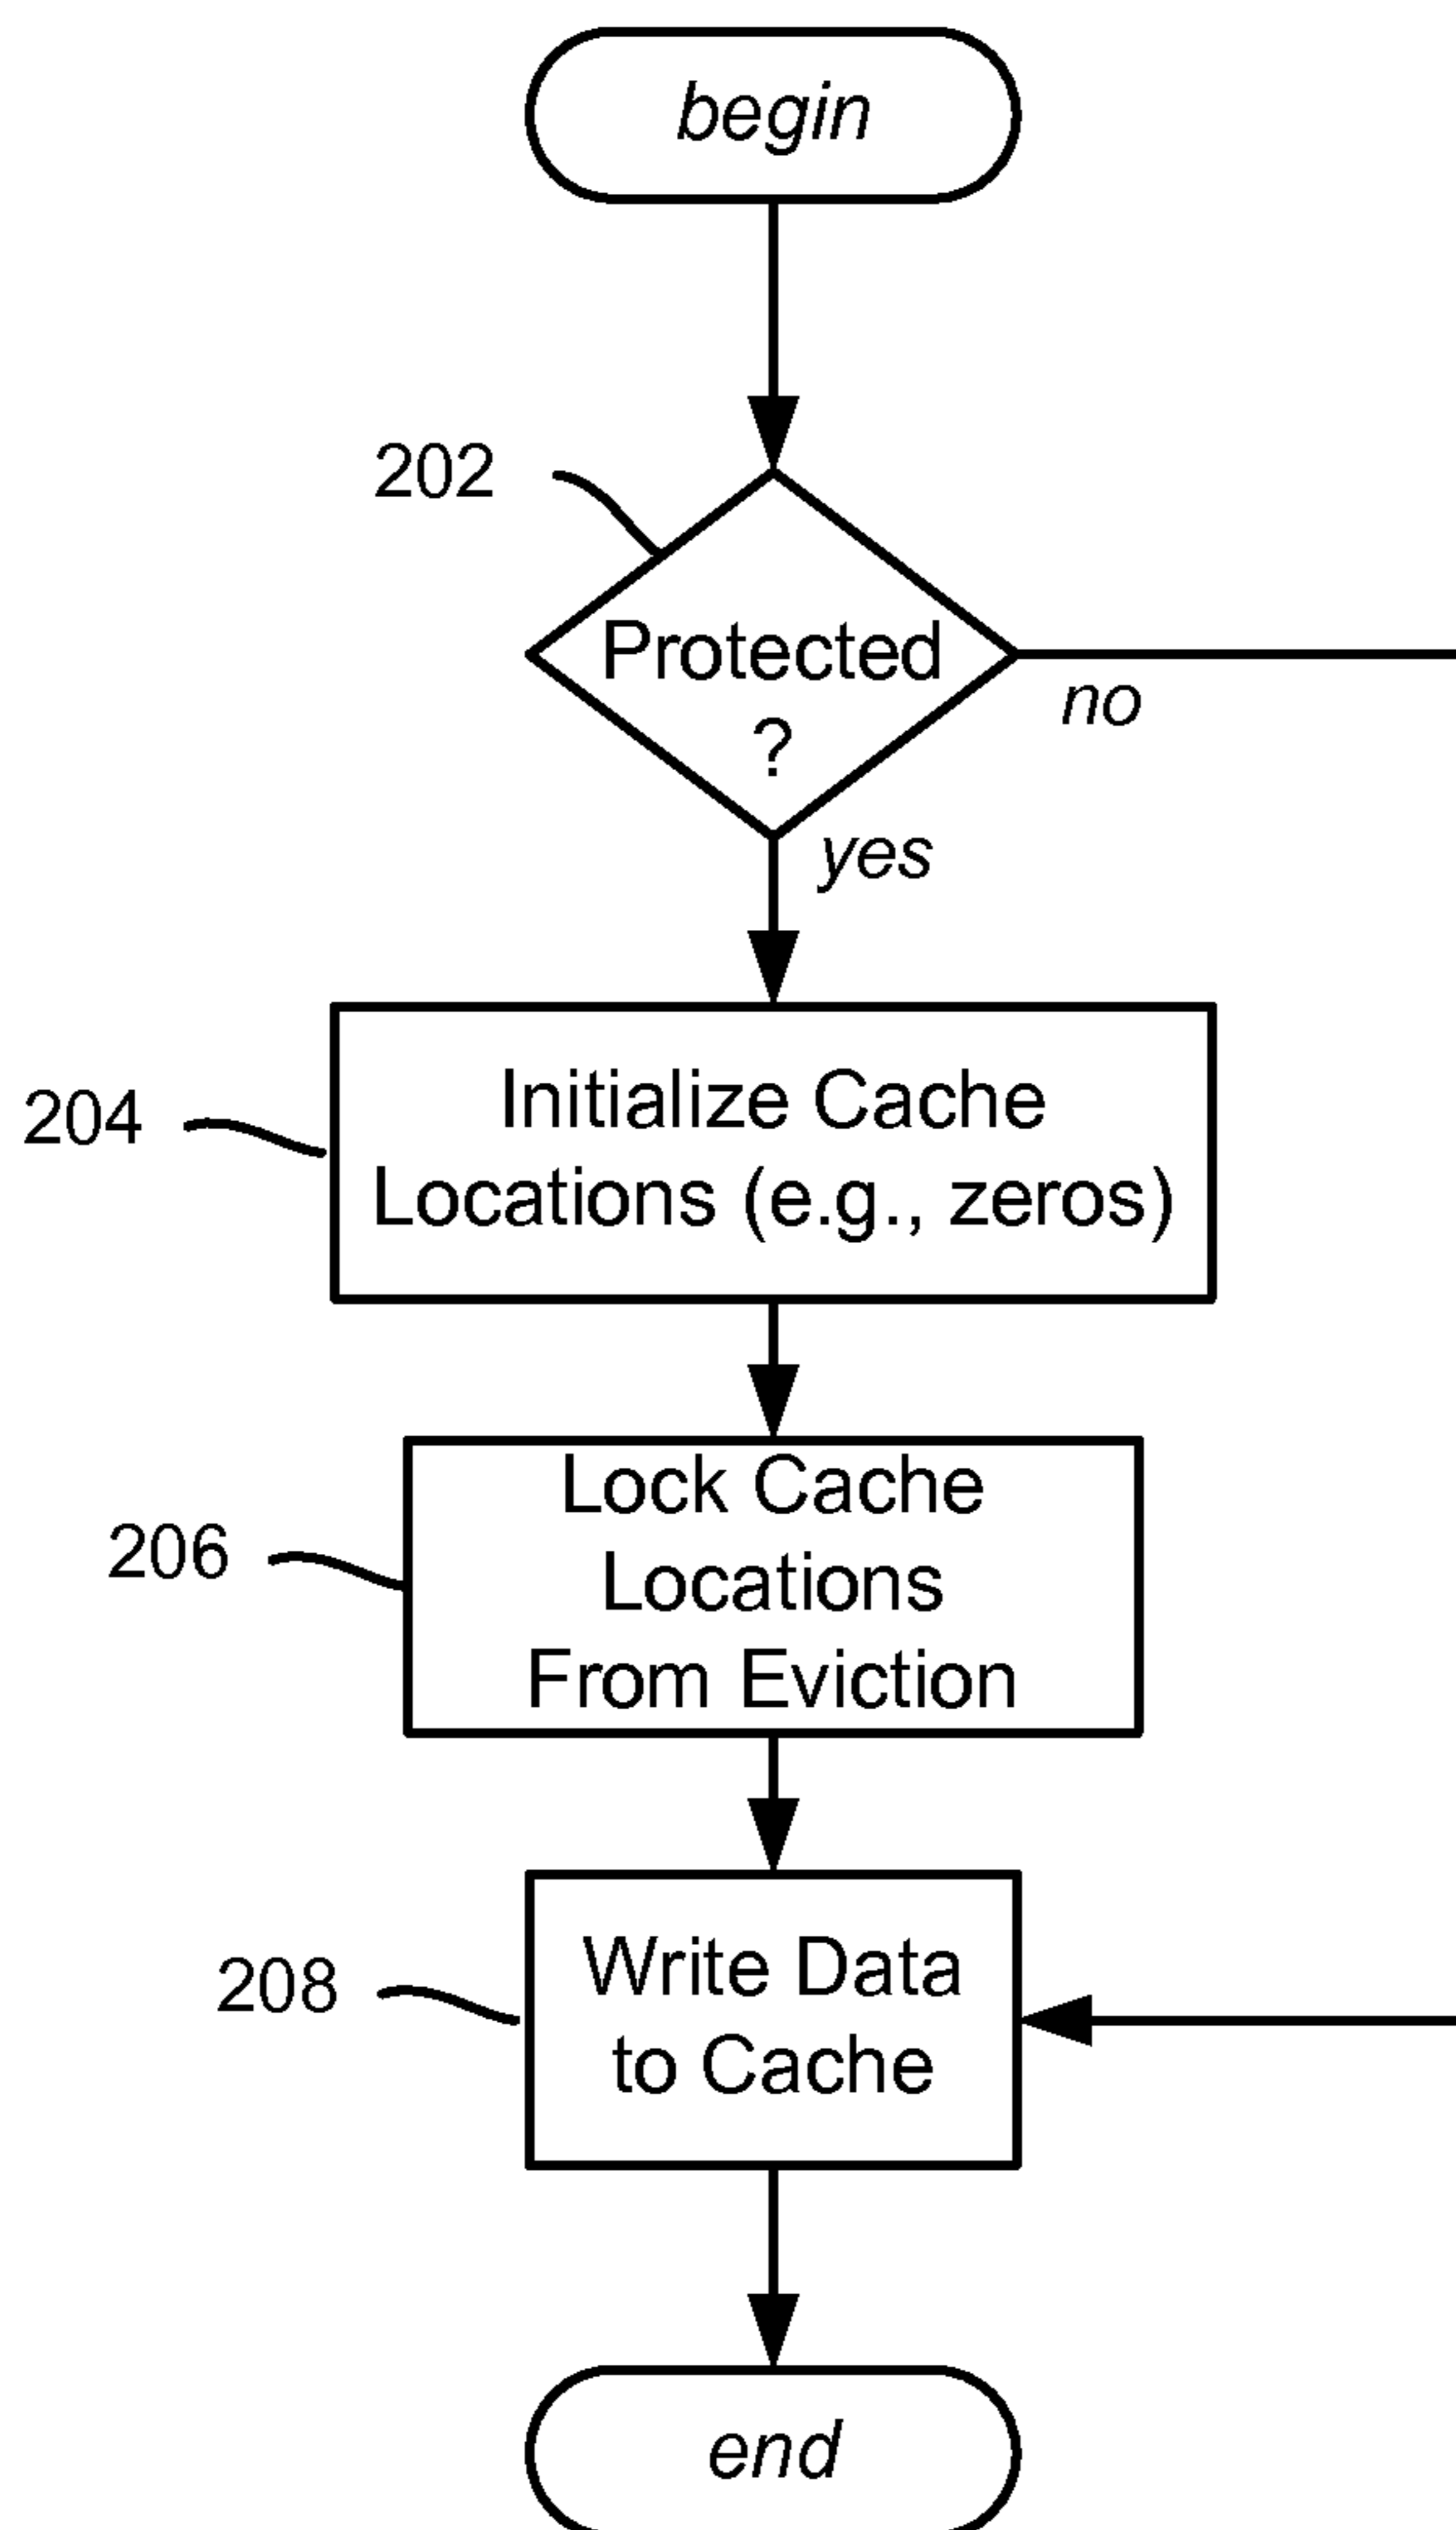 begin
202
Protected
?
no
yes
204
Initialize Cache
Locations (e.g., zeros)
206
Lock Cache
Locations
From Eviction
208
Write Data
to Cache
end